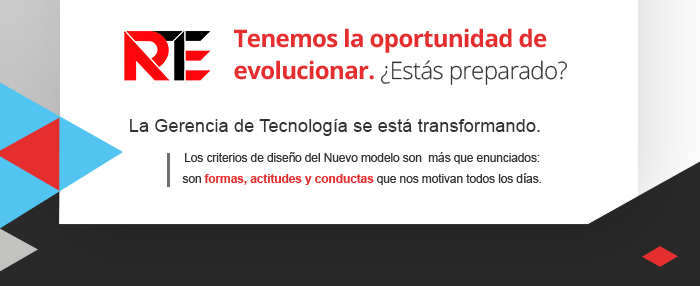 RTE
Tenemos la oportunidad de
evolucionar. ¿Estás preparado?
La Gerencia de Tecnología se está transformando.
Los criterios de diseño del Nuevo modelo son  más que enunciados:
son formas, actitudes y conductas que nos motivan todos los días.